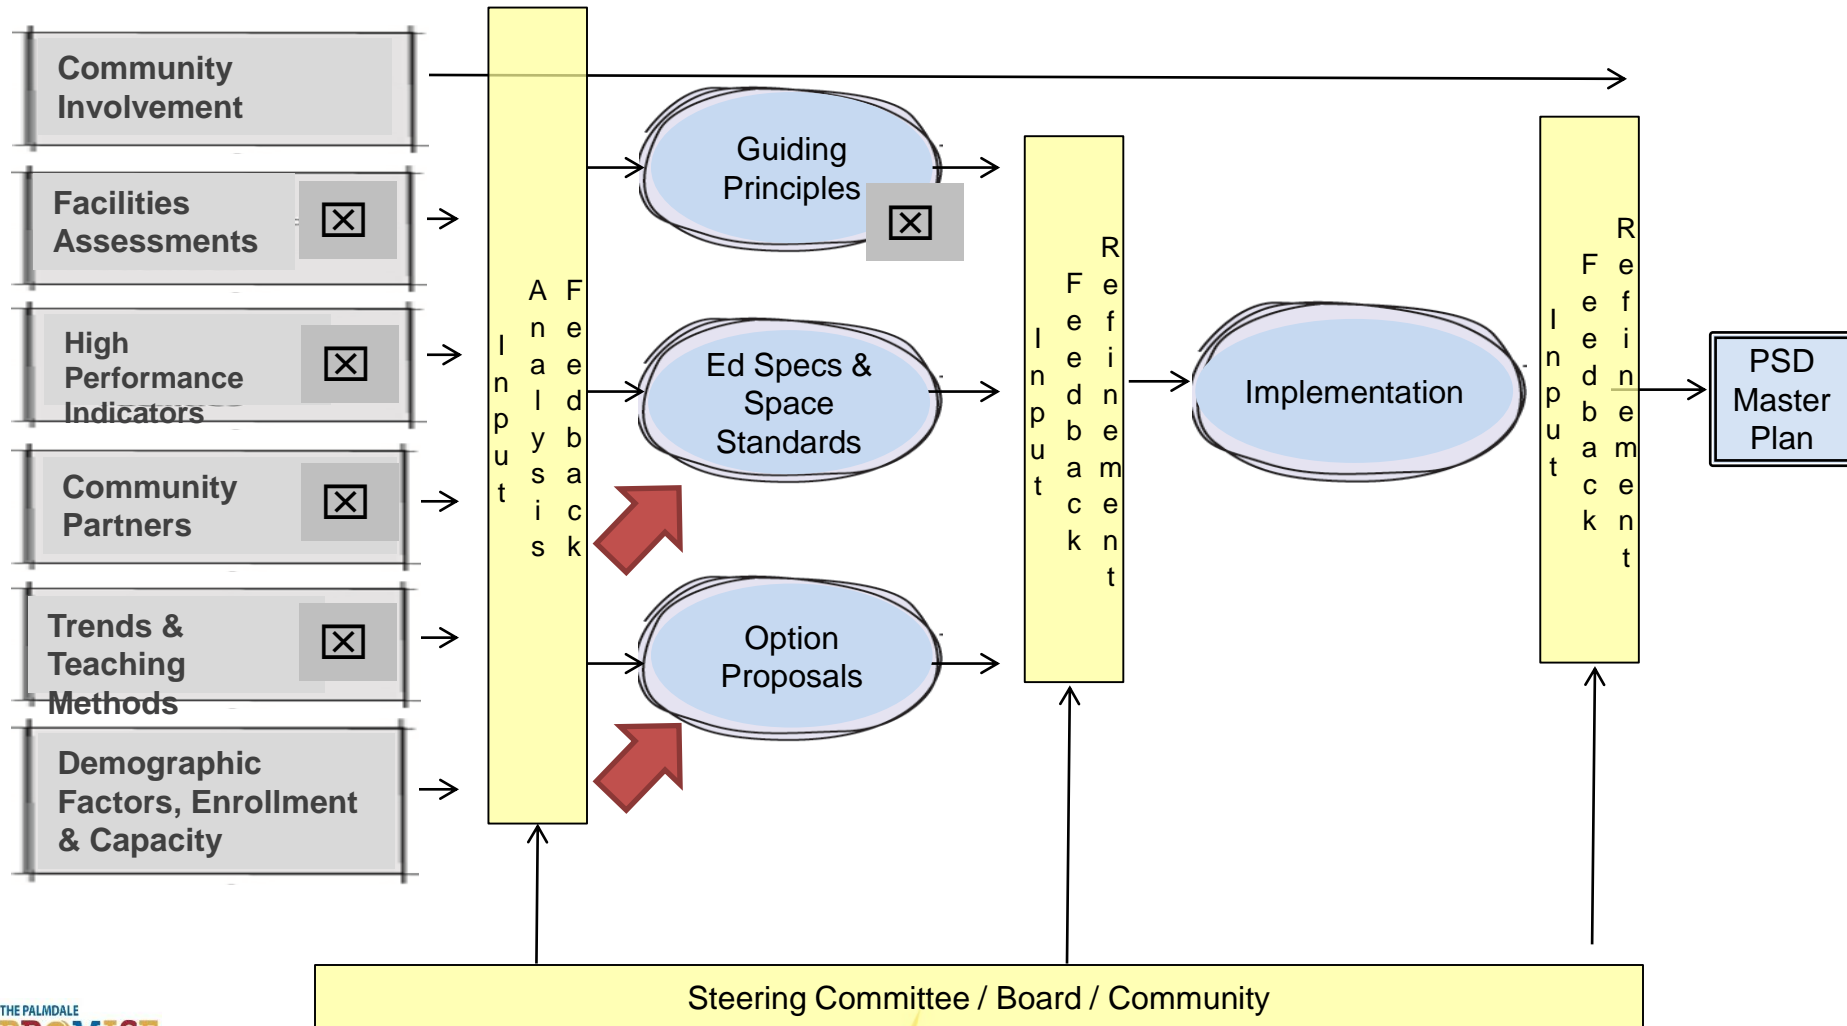 Community
Involvement
Facilities
Assessments
High
Performance
Indicators
Community
Partners
Trends &
Teaching
Methods
Demographic
Factors, Enrollment
& Capacity
Input
Analysis
Feedback
Guiding
Principles
Ed Specs &
Space
Standards
Option
Proposals
Input
Feedback
Refinement
Implementation
Input
Feedback
Refinement
PSD
Master
Plan
Steering Committee / Board / Community
THE PALMDALE
PROMISE